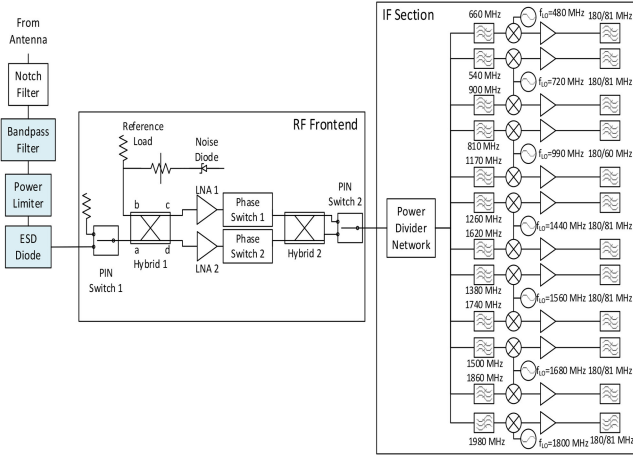 From
Antenna
Notch
Filter
Bandpass
Filter
Power
Limiter
ESD
Diode
RF Frontend
Reference
Load
Noise
Diode
PIN
Switch 1
b c
a d
Hybrid 1
LNA 1
LNA 2
Phase
Switch 1
Phase
Switch 2
Hybrid 2
PIN
Switch 2
Power
Divider
Network
IF Section
660 MHz
fLO=480 MHz 180/81 MHz
540 MHz
900 MHz
fLO=720 MHz 180/81 MHz
810 MHz
1170 MHz
fLO=990 MHz 180/60 MHz
1260 MHz
1620 MHz
fLO=1440 MHz 180/81 MHz
1380 MHz
1740 MHz
fLO=1560 MHz 180/81 MHz
1500 MHz
1860 MHz
fLO=1680 MHz 180/81 MHz
1980 MHz
fLO=1800 MHz 180/81 MHz